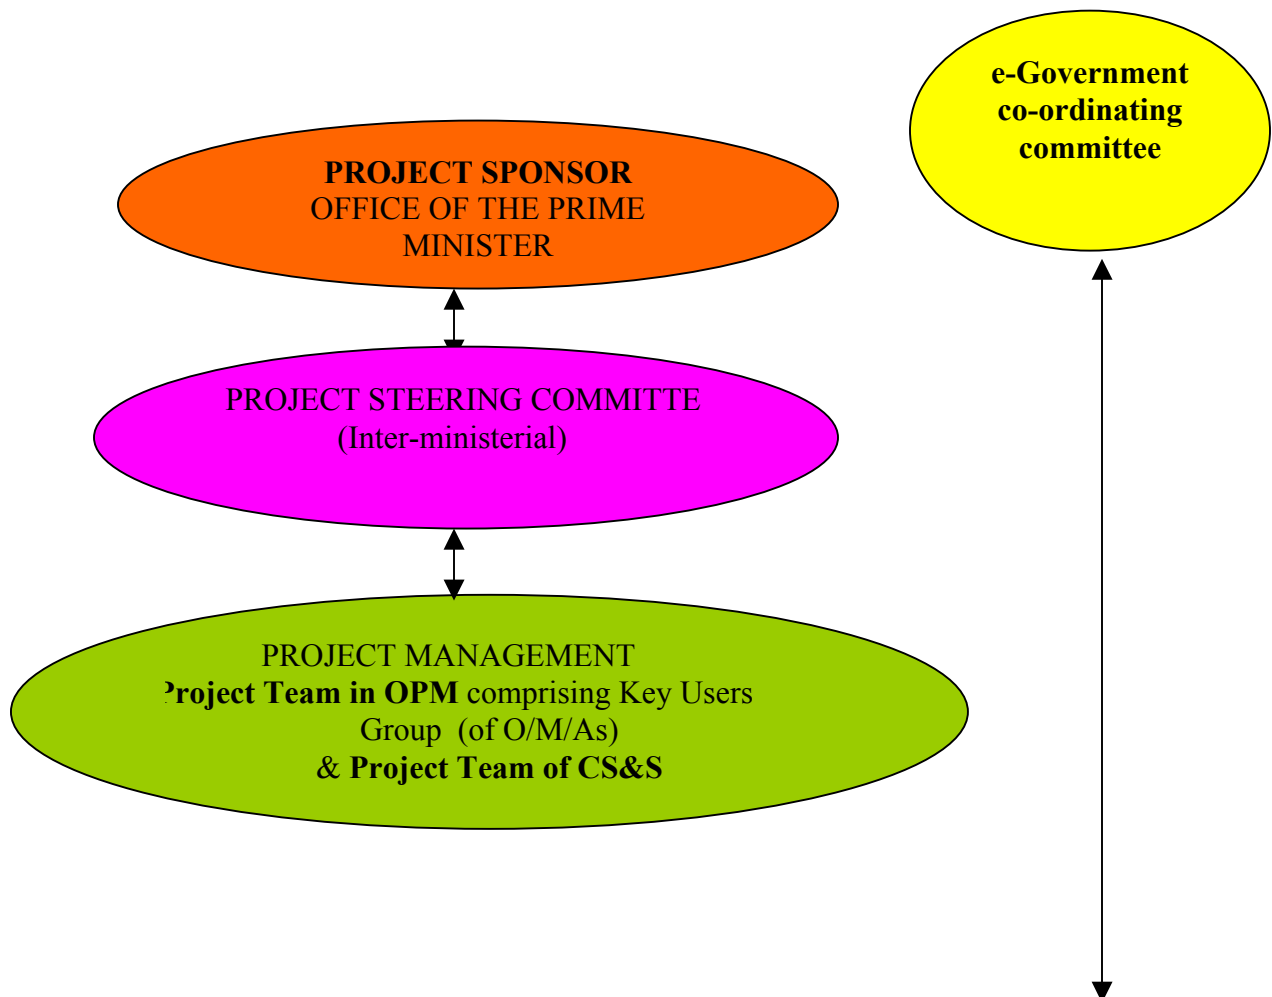 e-Government
co-ordinating
committee
PROJECT SPONSOR
OFFICE OF THE PRIME
MINISTER
PROJECT STEERING COMMITTE
(Inter-ministerial)
PROJECT MANAGEMENT
Project Team in OPM comprising Key Users
Group (of O/M/As)
& Project Team of CS&S